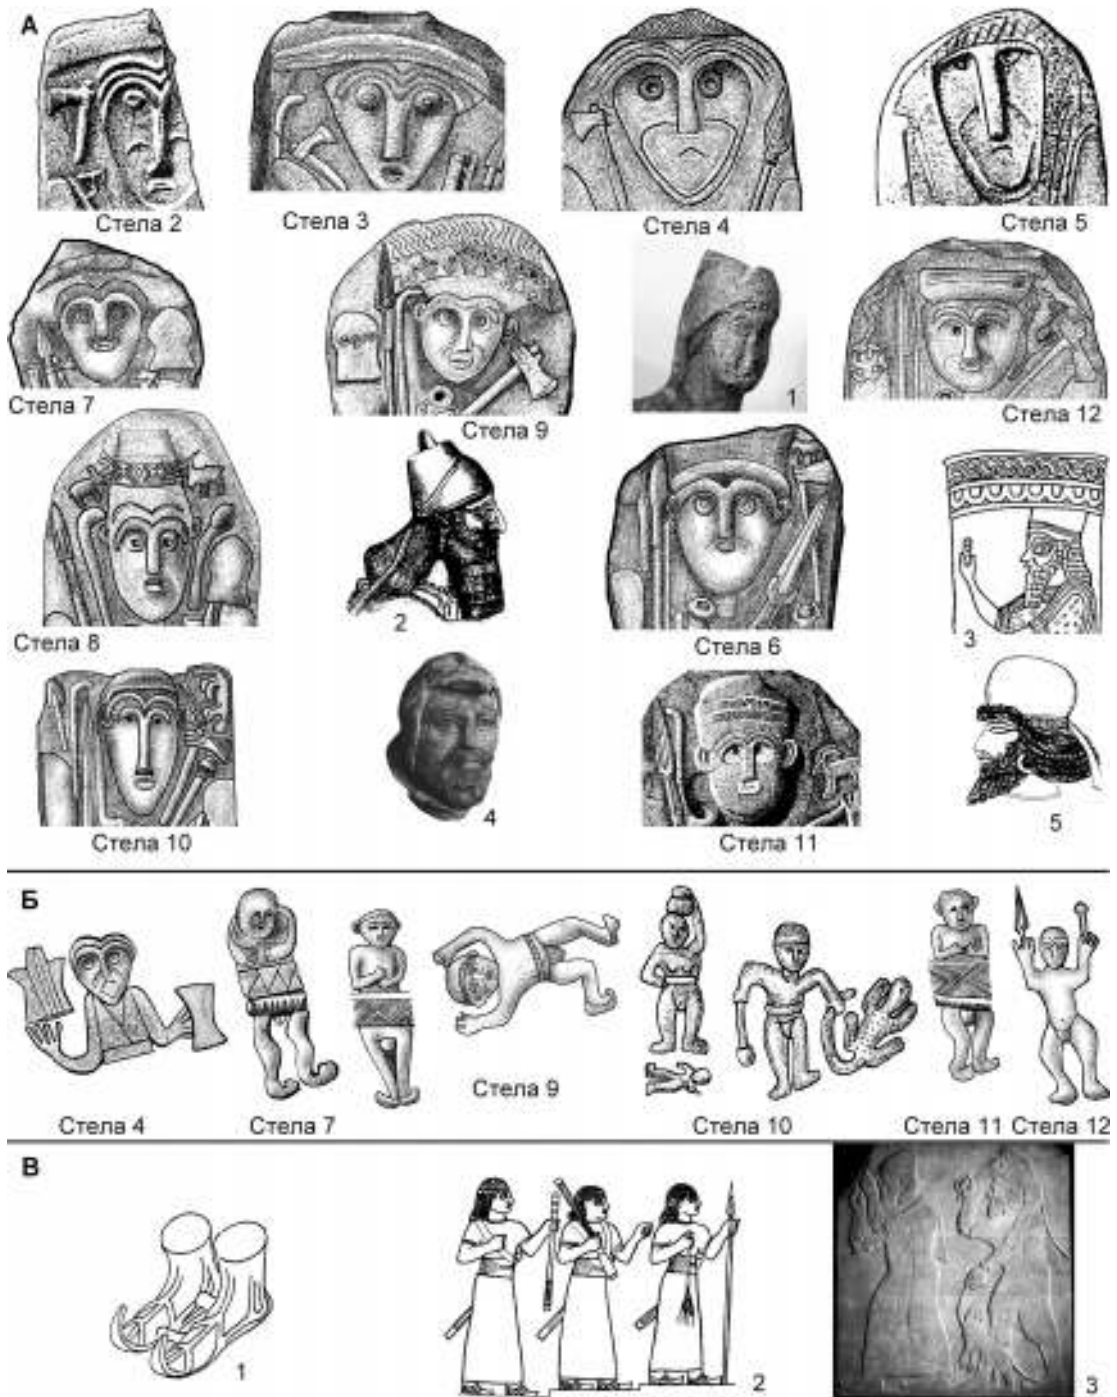 А
Стела 2
Стела 3
Стела 4
Стела 5
Стела 7
Стела 9
1
Стела 12
Стела 8
2
Стела 6
3
Стела 10
4
Стела 11
5
Б
Стела 4
Стела 7
Стела 9
Стела 10
Стела 11
Стела 12
В
1
2
3